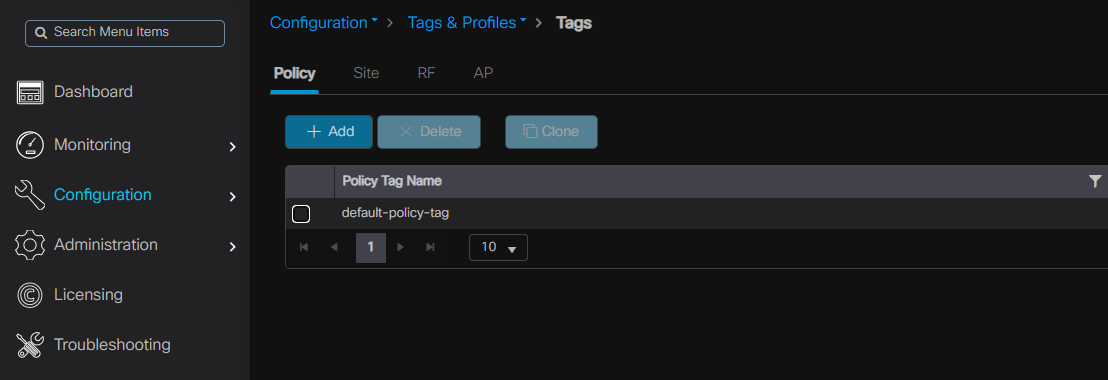 Search Menu Items
Dashboard
Monitoring
Configuration
Administration
Licensing
Troubleshooting
Configuration > Tags & Profiles > Tags
Policy Site RF AP
+ Add × Delete Clone
Policy Tag Name
default-policy-tag
1 10